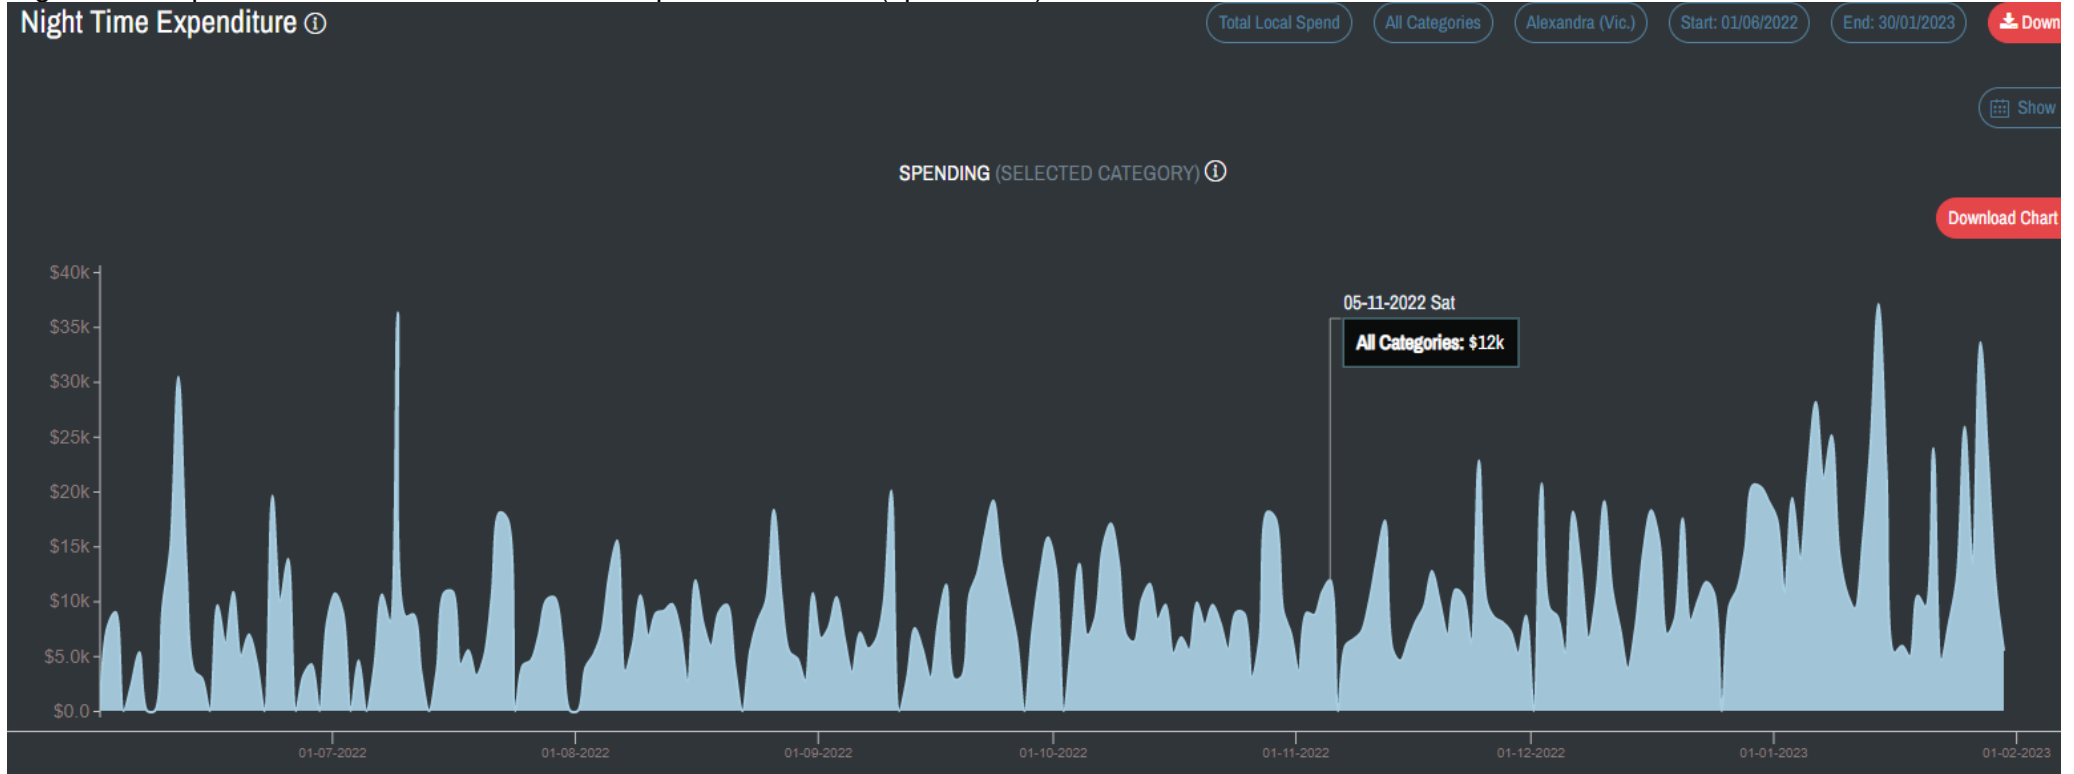 Night Time Expenditure
Total Local Spend
All Categories
Alexandra (Vic.)
Start: 01/06/2022
End: 30/01/2023
Down
Show
SPENDING (SELECTED CATEGORY)
Download Chart
$40k
$35k
$30k
$25k
$20k
$15k
$10k
$5.0k
$0.0
05-11-2022 Sat
All Categories: $12k
01-07-2022
01-08-2022
01-09-2022
01-10-2022
01-11-2022
01-12-2022
01-01-2023
01-02-2023